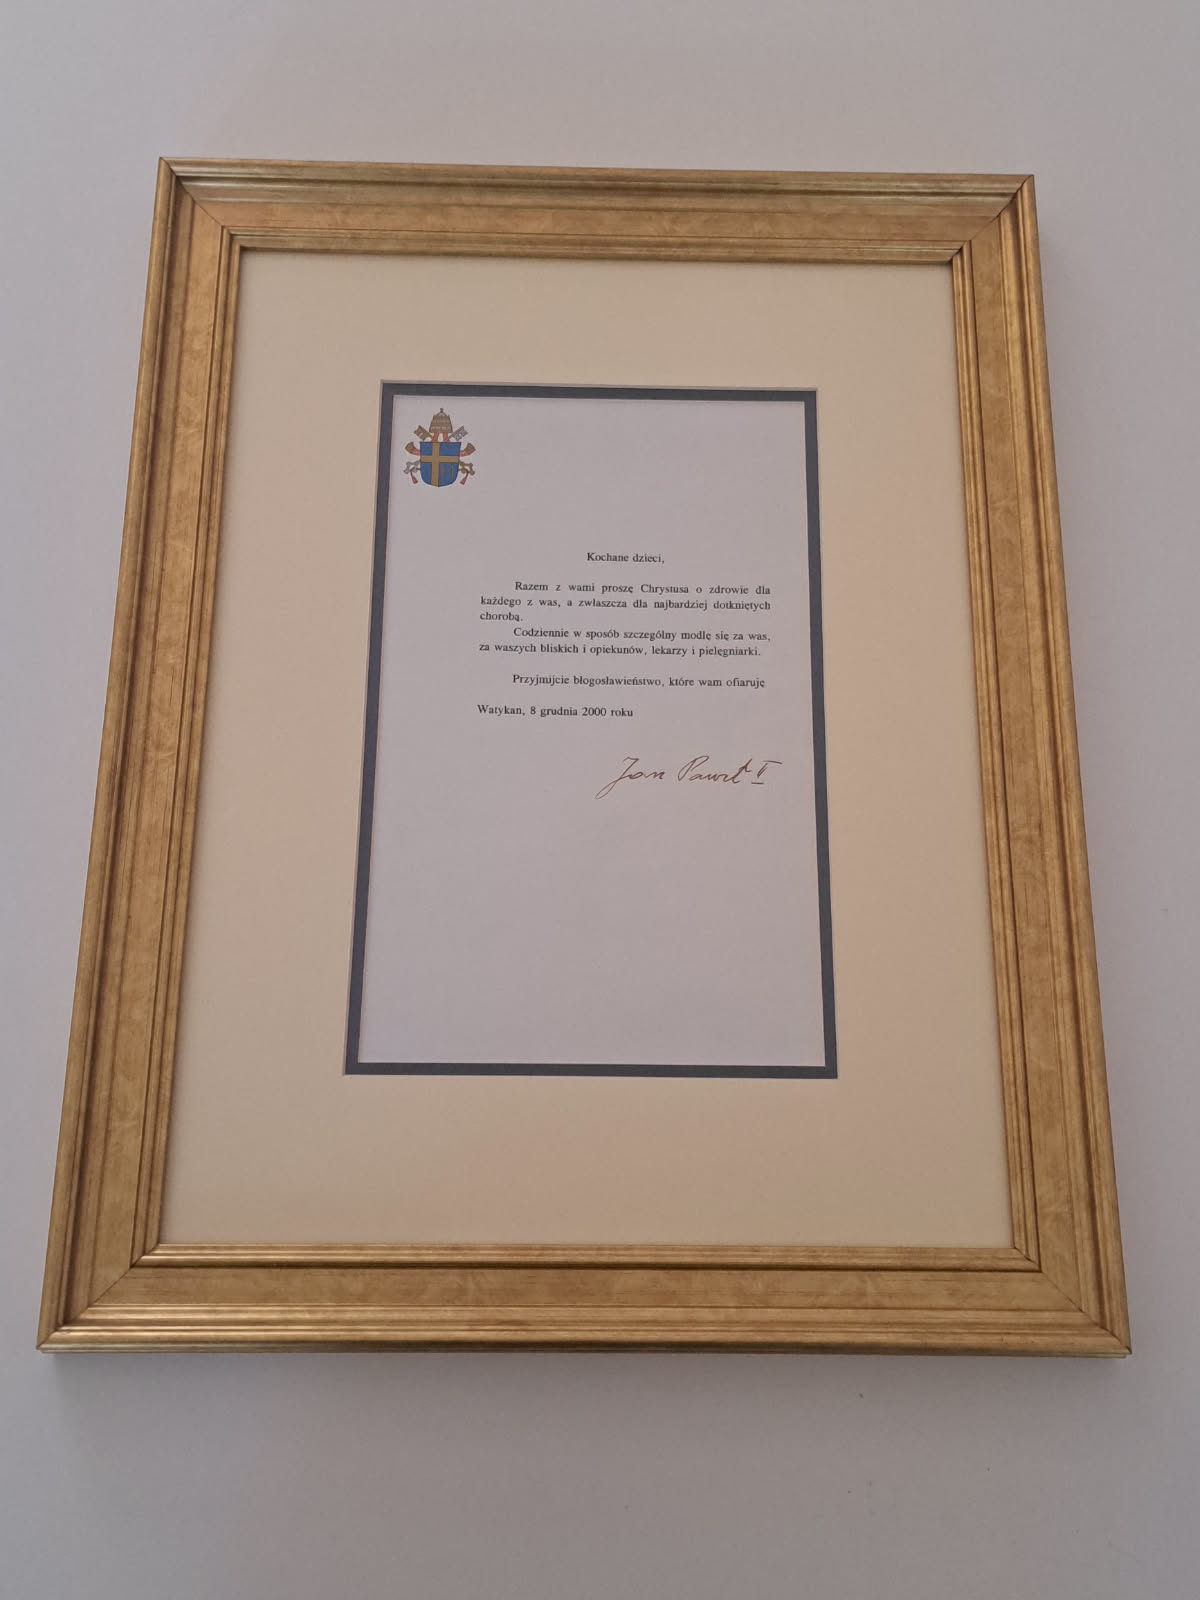 Kochane dzieci,
Razem z wami proszę Chrystusa o zdrowie dla
każdego z was, a zwłaszcza dla najbardziej dotkniętych
chorobą.
Codziennie w sposób szczególny modlę się za was,
za waszych bliskich i opiekunów, lekarzy i pielęgniarki.
Przyjmijcie błogosławieństwo, które wam ofiaruję
Watykan, 8 grudnia 2000 roku
Jan Paweł II